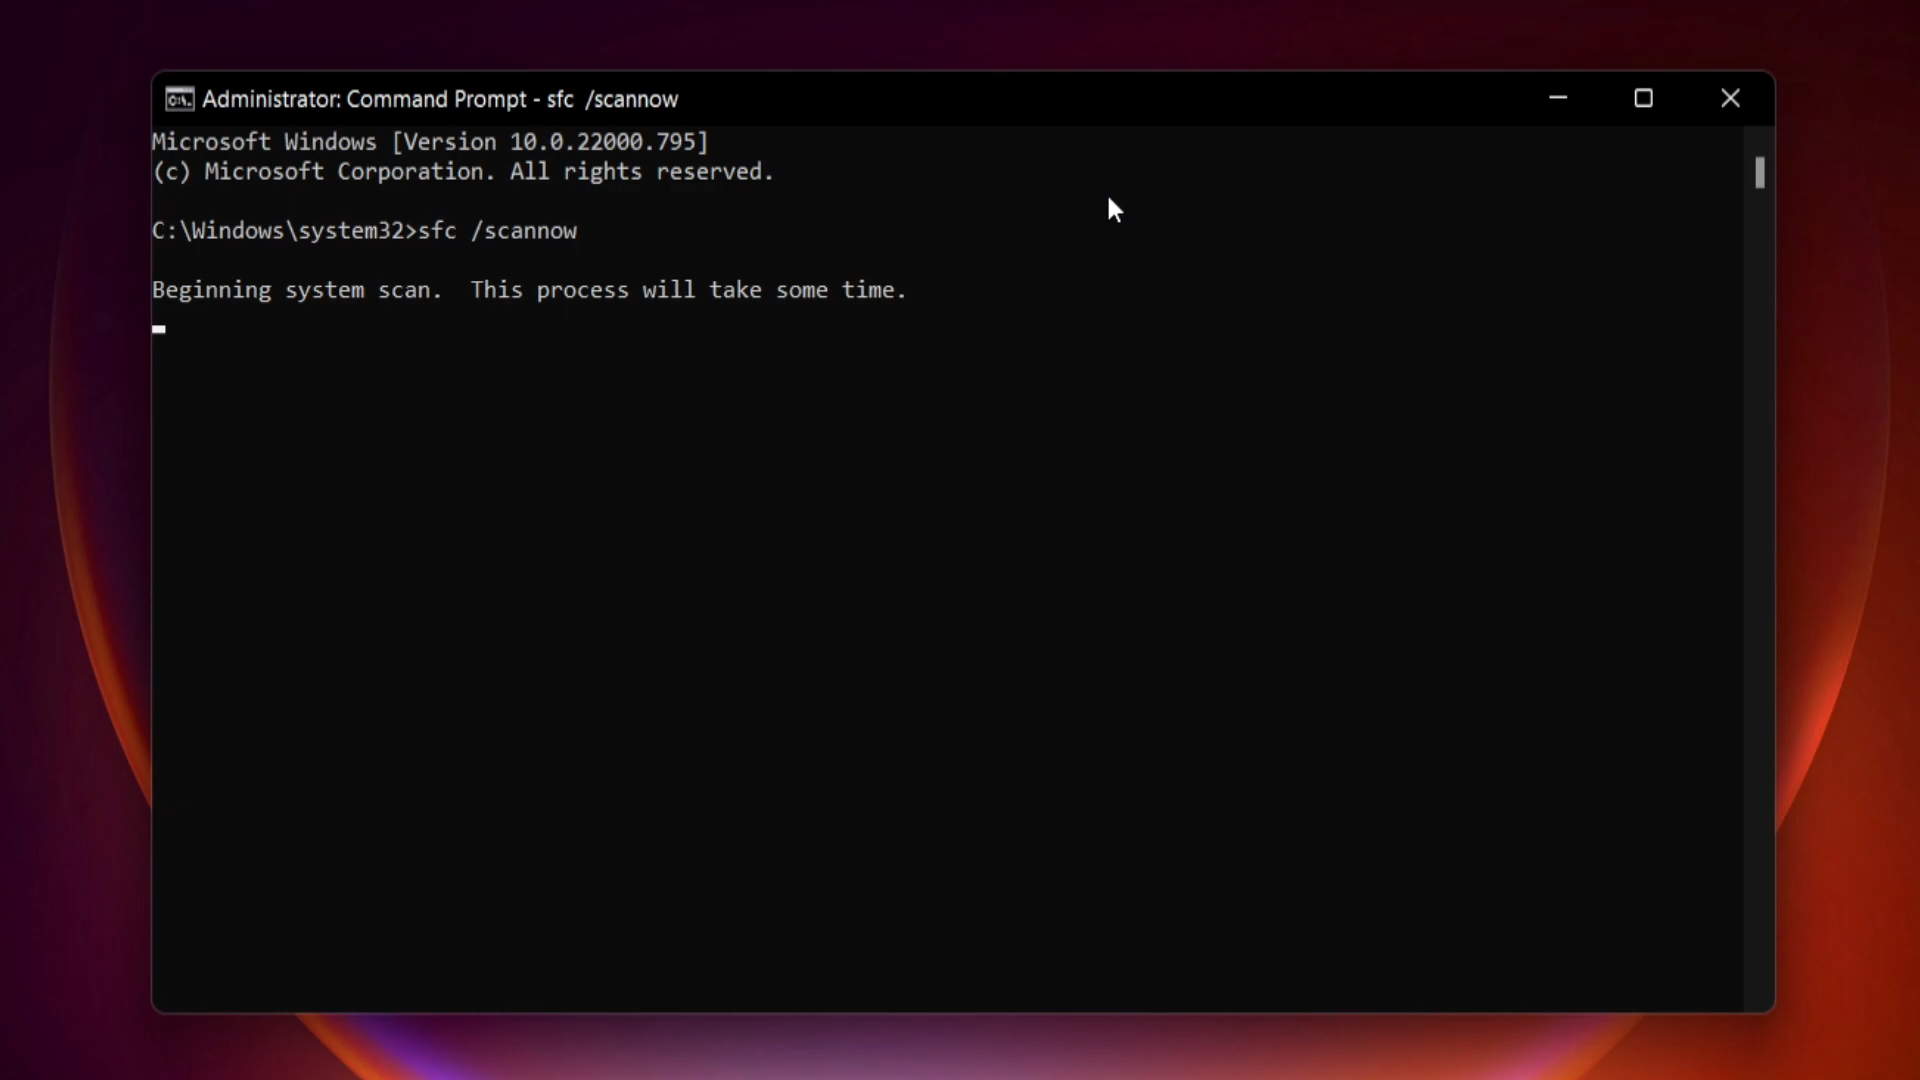 Administrator: Command Prompt - sfc  /scannow
Microsoft Windows [Version 10.0.22000.795]
(c) Microsoft Corporation. All rights reserved.
C:\Windows\system32>sfc /scannow
Beginning system scan.  This process will take some time.